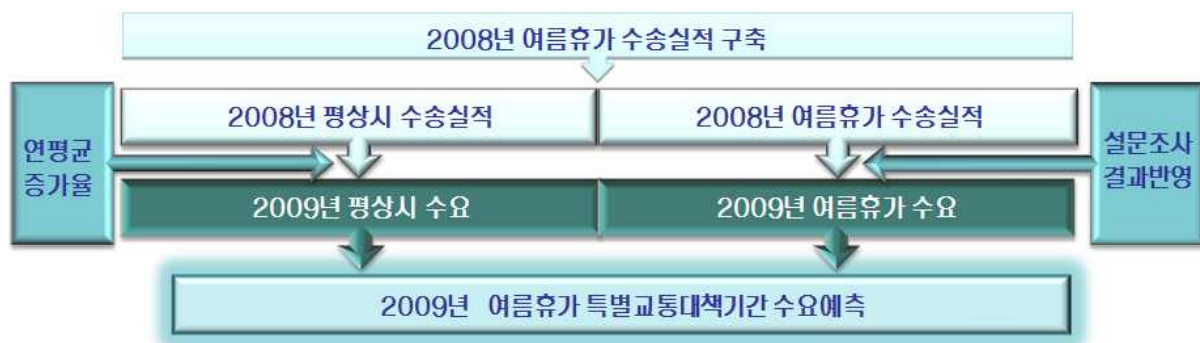 2008년 여름휴가 수송실적 구축
연평균
증가율
2008년 평상시 수송실적
2008년 여름휴가 수송실적
설문조사
결과반영
2009년 평상시 수요
2009년 여름휴가 수요
2009년 여름휴가 특별교통대책기간 수요예측